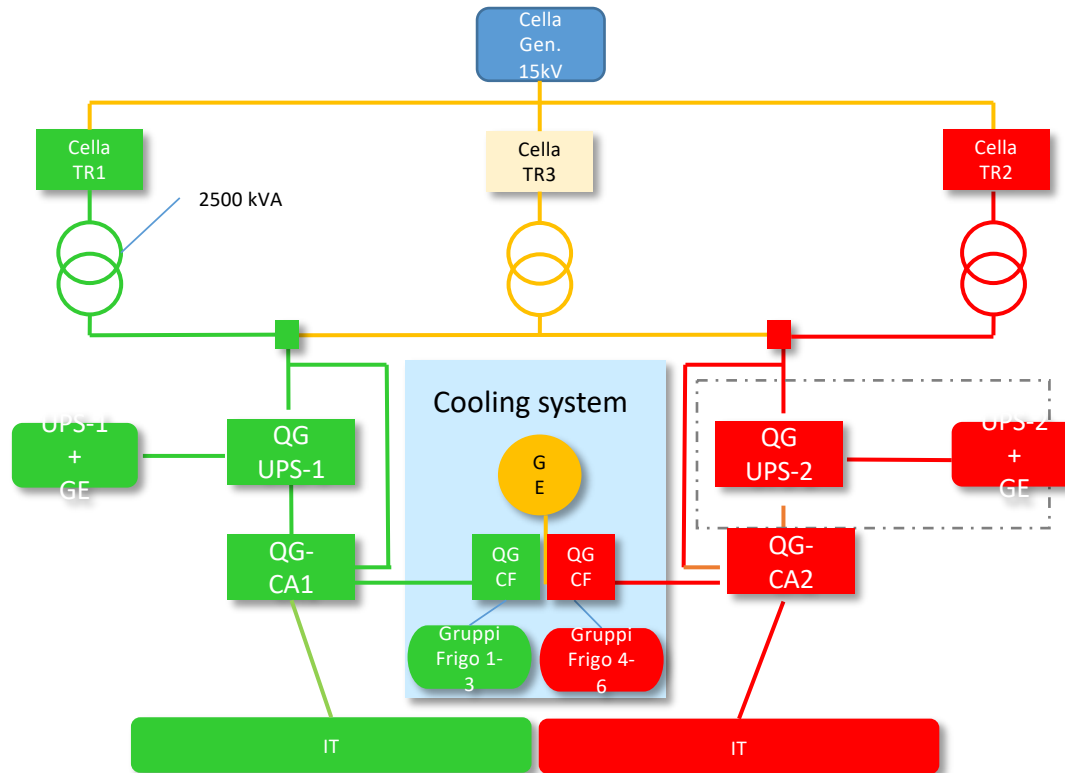 Cella
Gen.
15kV
Cella
TR1
Cella
TR3
Cella
TR2
2500 kVA
Cooling system
UPS-1
+
GE
QG
UPS-1
G
E
QG
UPS-2
UPS-2
+
GE
QG-
CA1
QG
CF
QG
CF
QG-
CA2
Gruppi
Frigo 1-
3
Gruppi
Frigo 4-
6
IT
IT